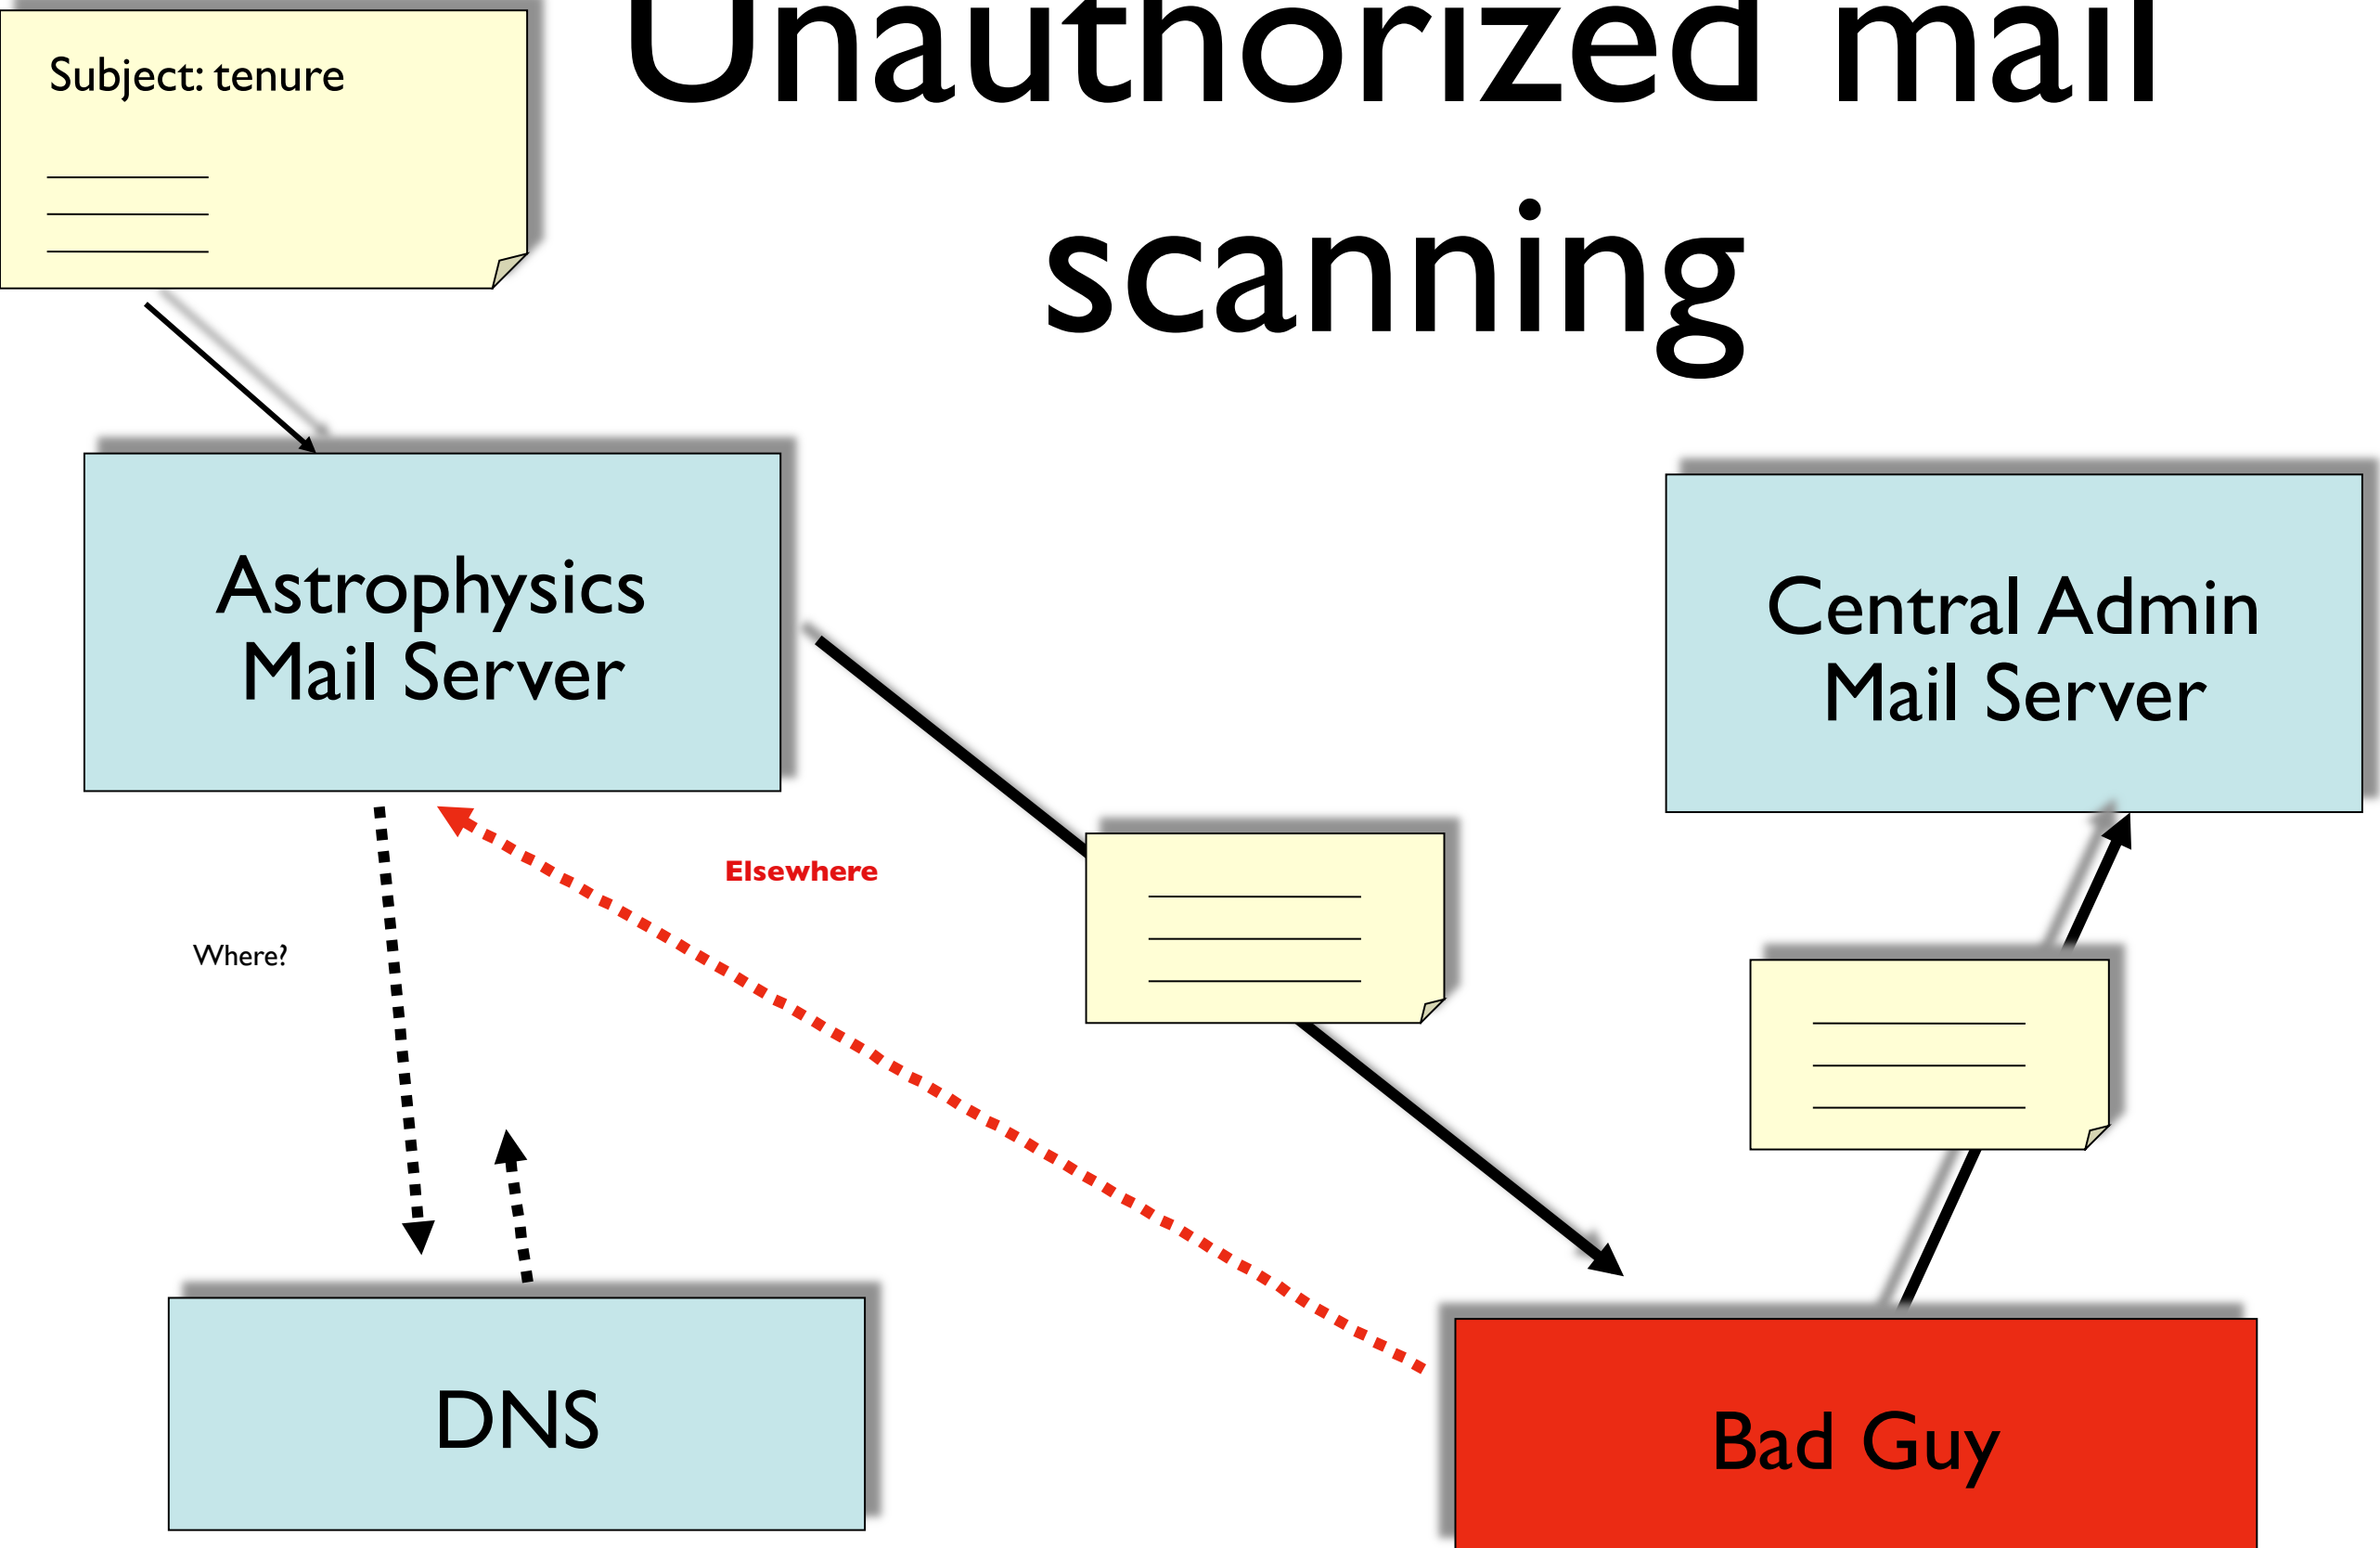 Unauthorized mail
scanning
Subject: tenure
Astrophysics
Mail Server
Central Admin
Mail Server
Elsewhere
Where?
DNS
Bad Guy